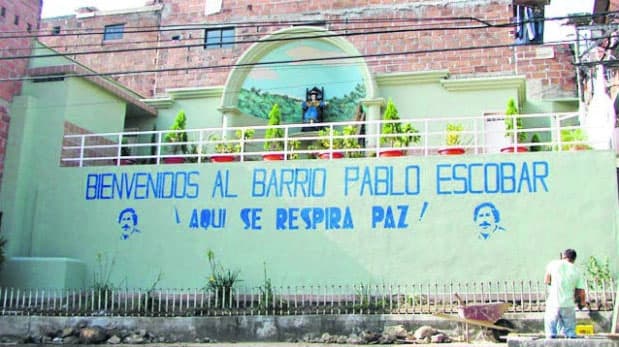 BIENVENIDOS AL BARRIO PABLO ESCOBAR
¡AQUI SE RESPIRA PAZ!